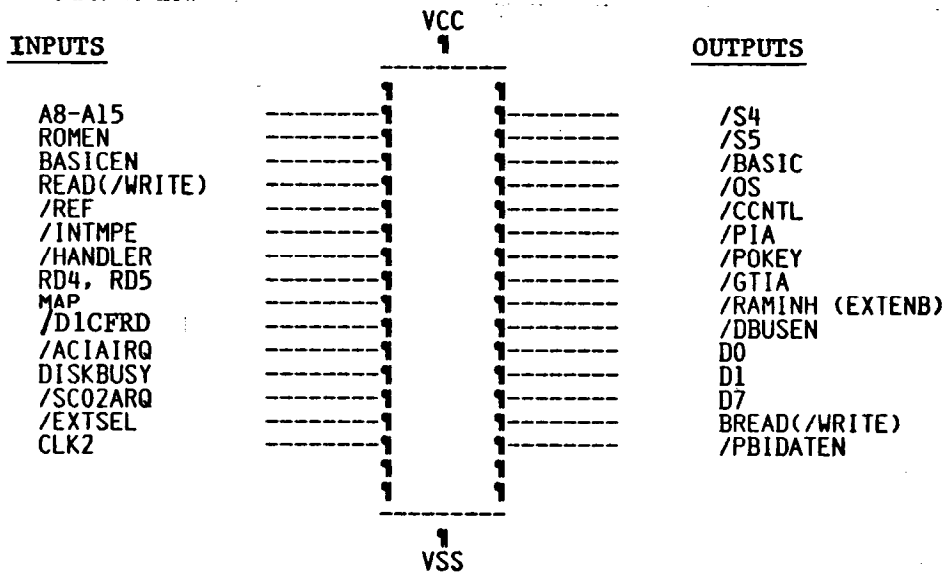 VCC
INPUTS
OUTPUTS
A8-A15
ROMEN
BASICEN
READ(/WRITE)
/REF
/INTMPE
/HANDLER
RD4, RD5
MAP
/D1CFRD
/ACIAIRQ
DISKBUSY
/SC02ARQ
/EXTSEL
CLK2
/S4
/S5
/BASIC
/OS
/CCNTL
/PIA
/POKEY
/GTIA
/RAMINH (EXTENB)
/DBUSEN
D0
D1
D7
BREAD(/WRITE)
/PBIDATEN
VSS